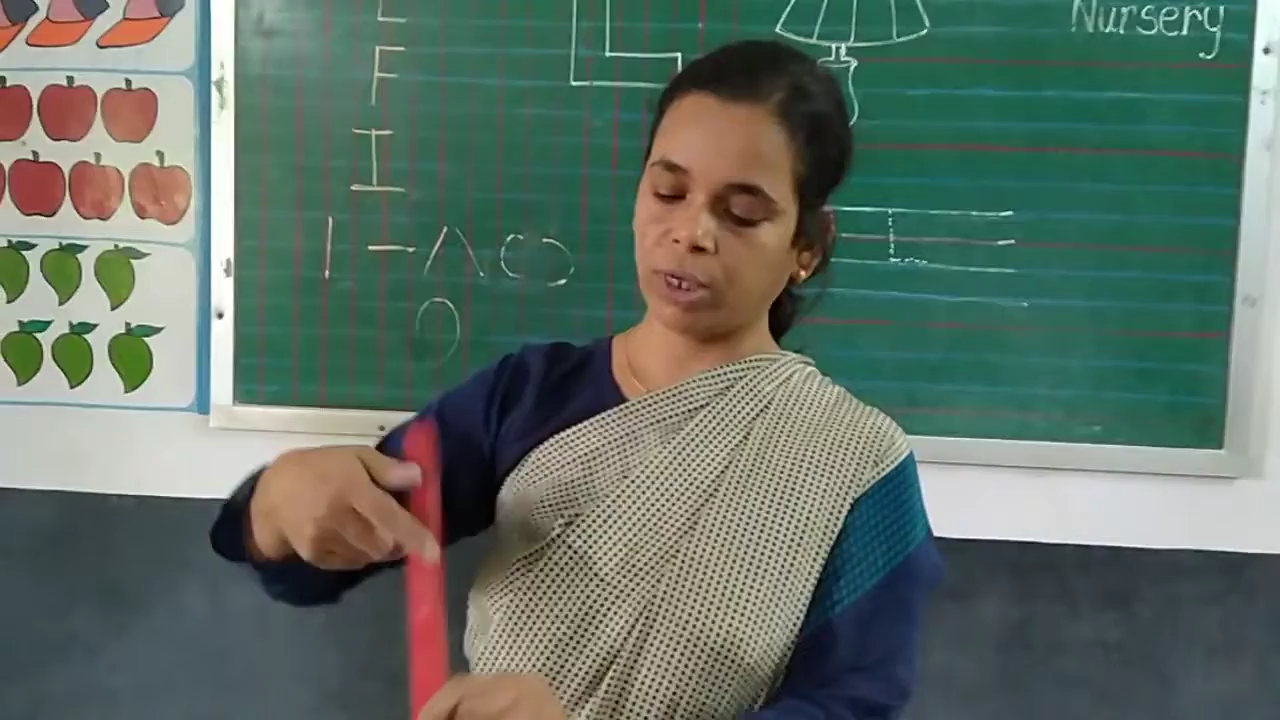 Nursery
L
L
F
I
| - /\ ()
O
L